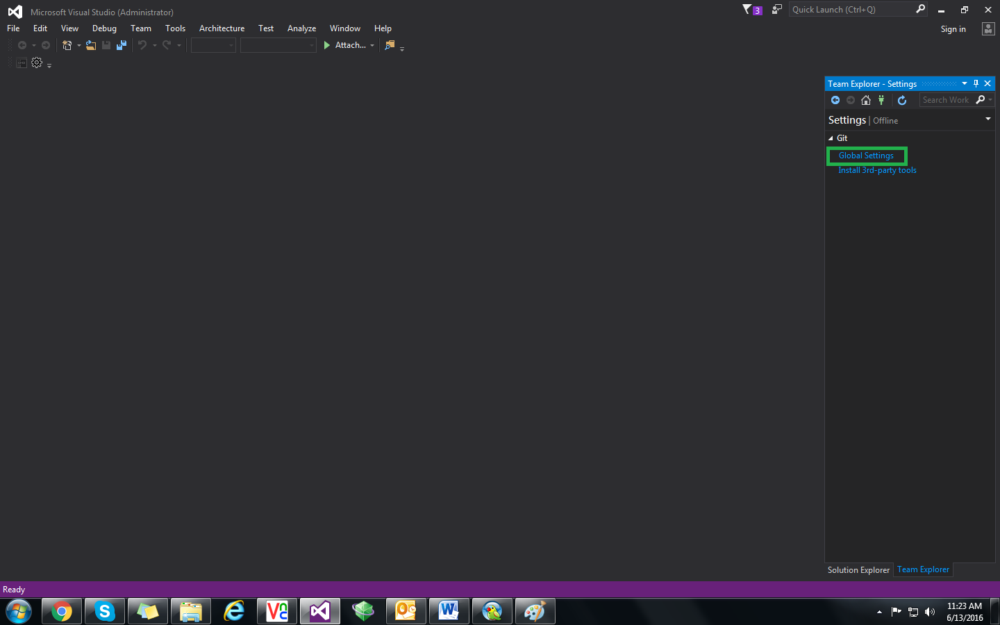 Microsoft Visual Studio (Administrator)
3
Quick Launch (Ctrl+Q)
File Edit View Debug Team Tools Architecture Test Analyze Window Help
Sign in
Attach...
Team Explorer - Settings
Search Work
Settings | Offline
Git
Global Settings
Install 3rd-party tools
Solution Explorer Team Explorer
Ready
11:23 AM
6/13/2016